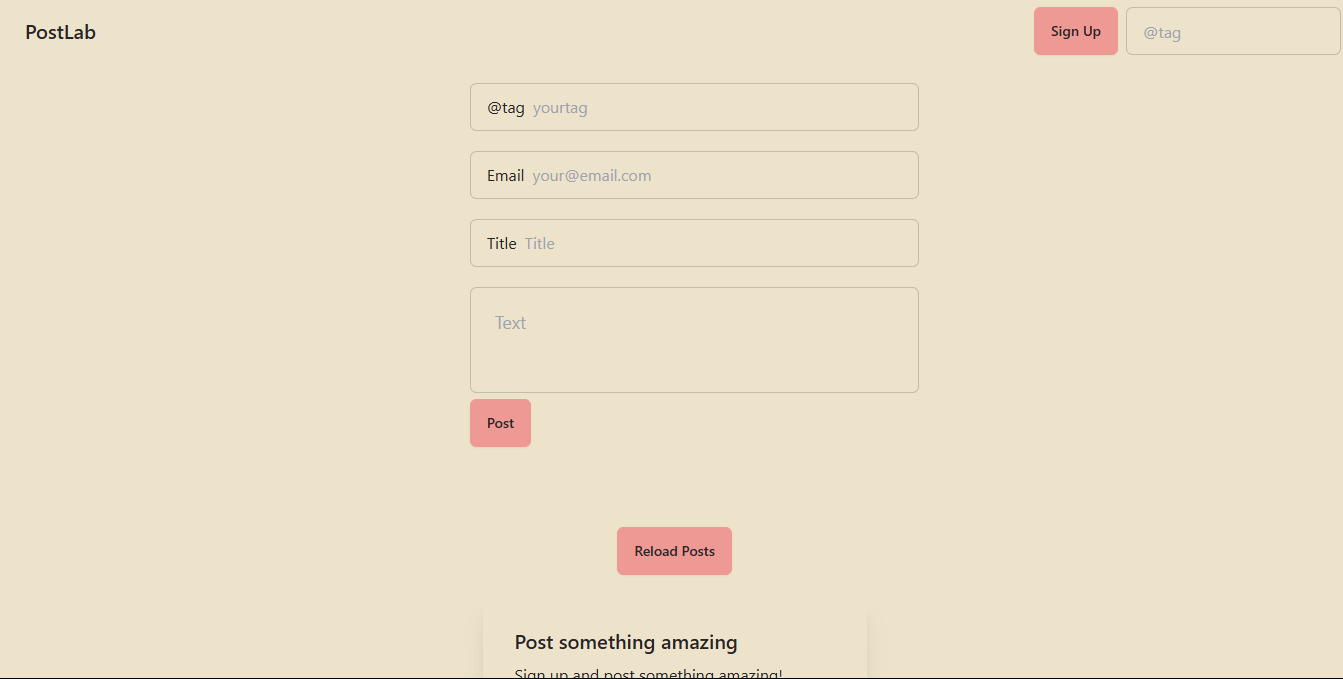 PostLab
Sign Up
@tag
@tag yourtag
Email your@email.com
Title Title
Text
Post
Reload Posts
Post something amazing
Sign up and post something amazing!